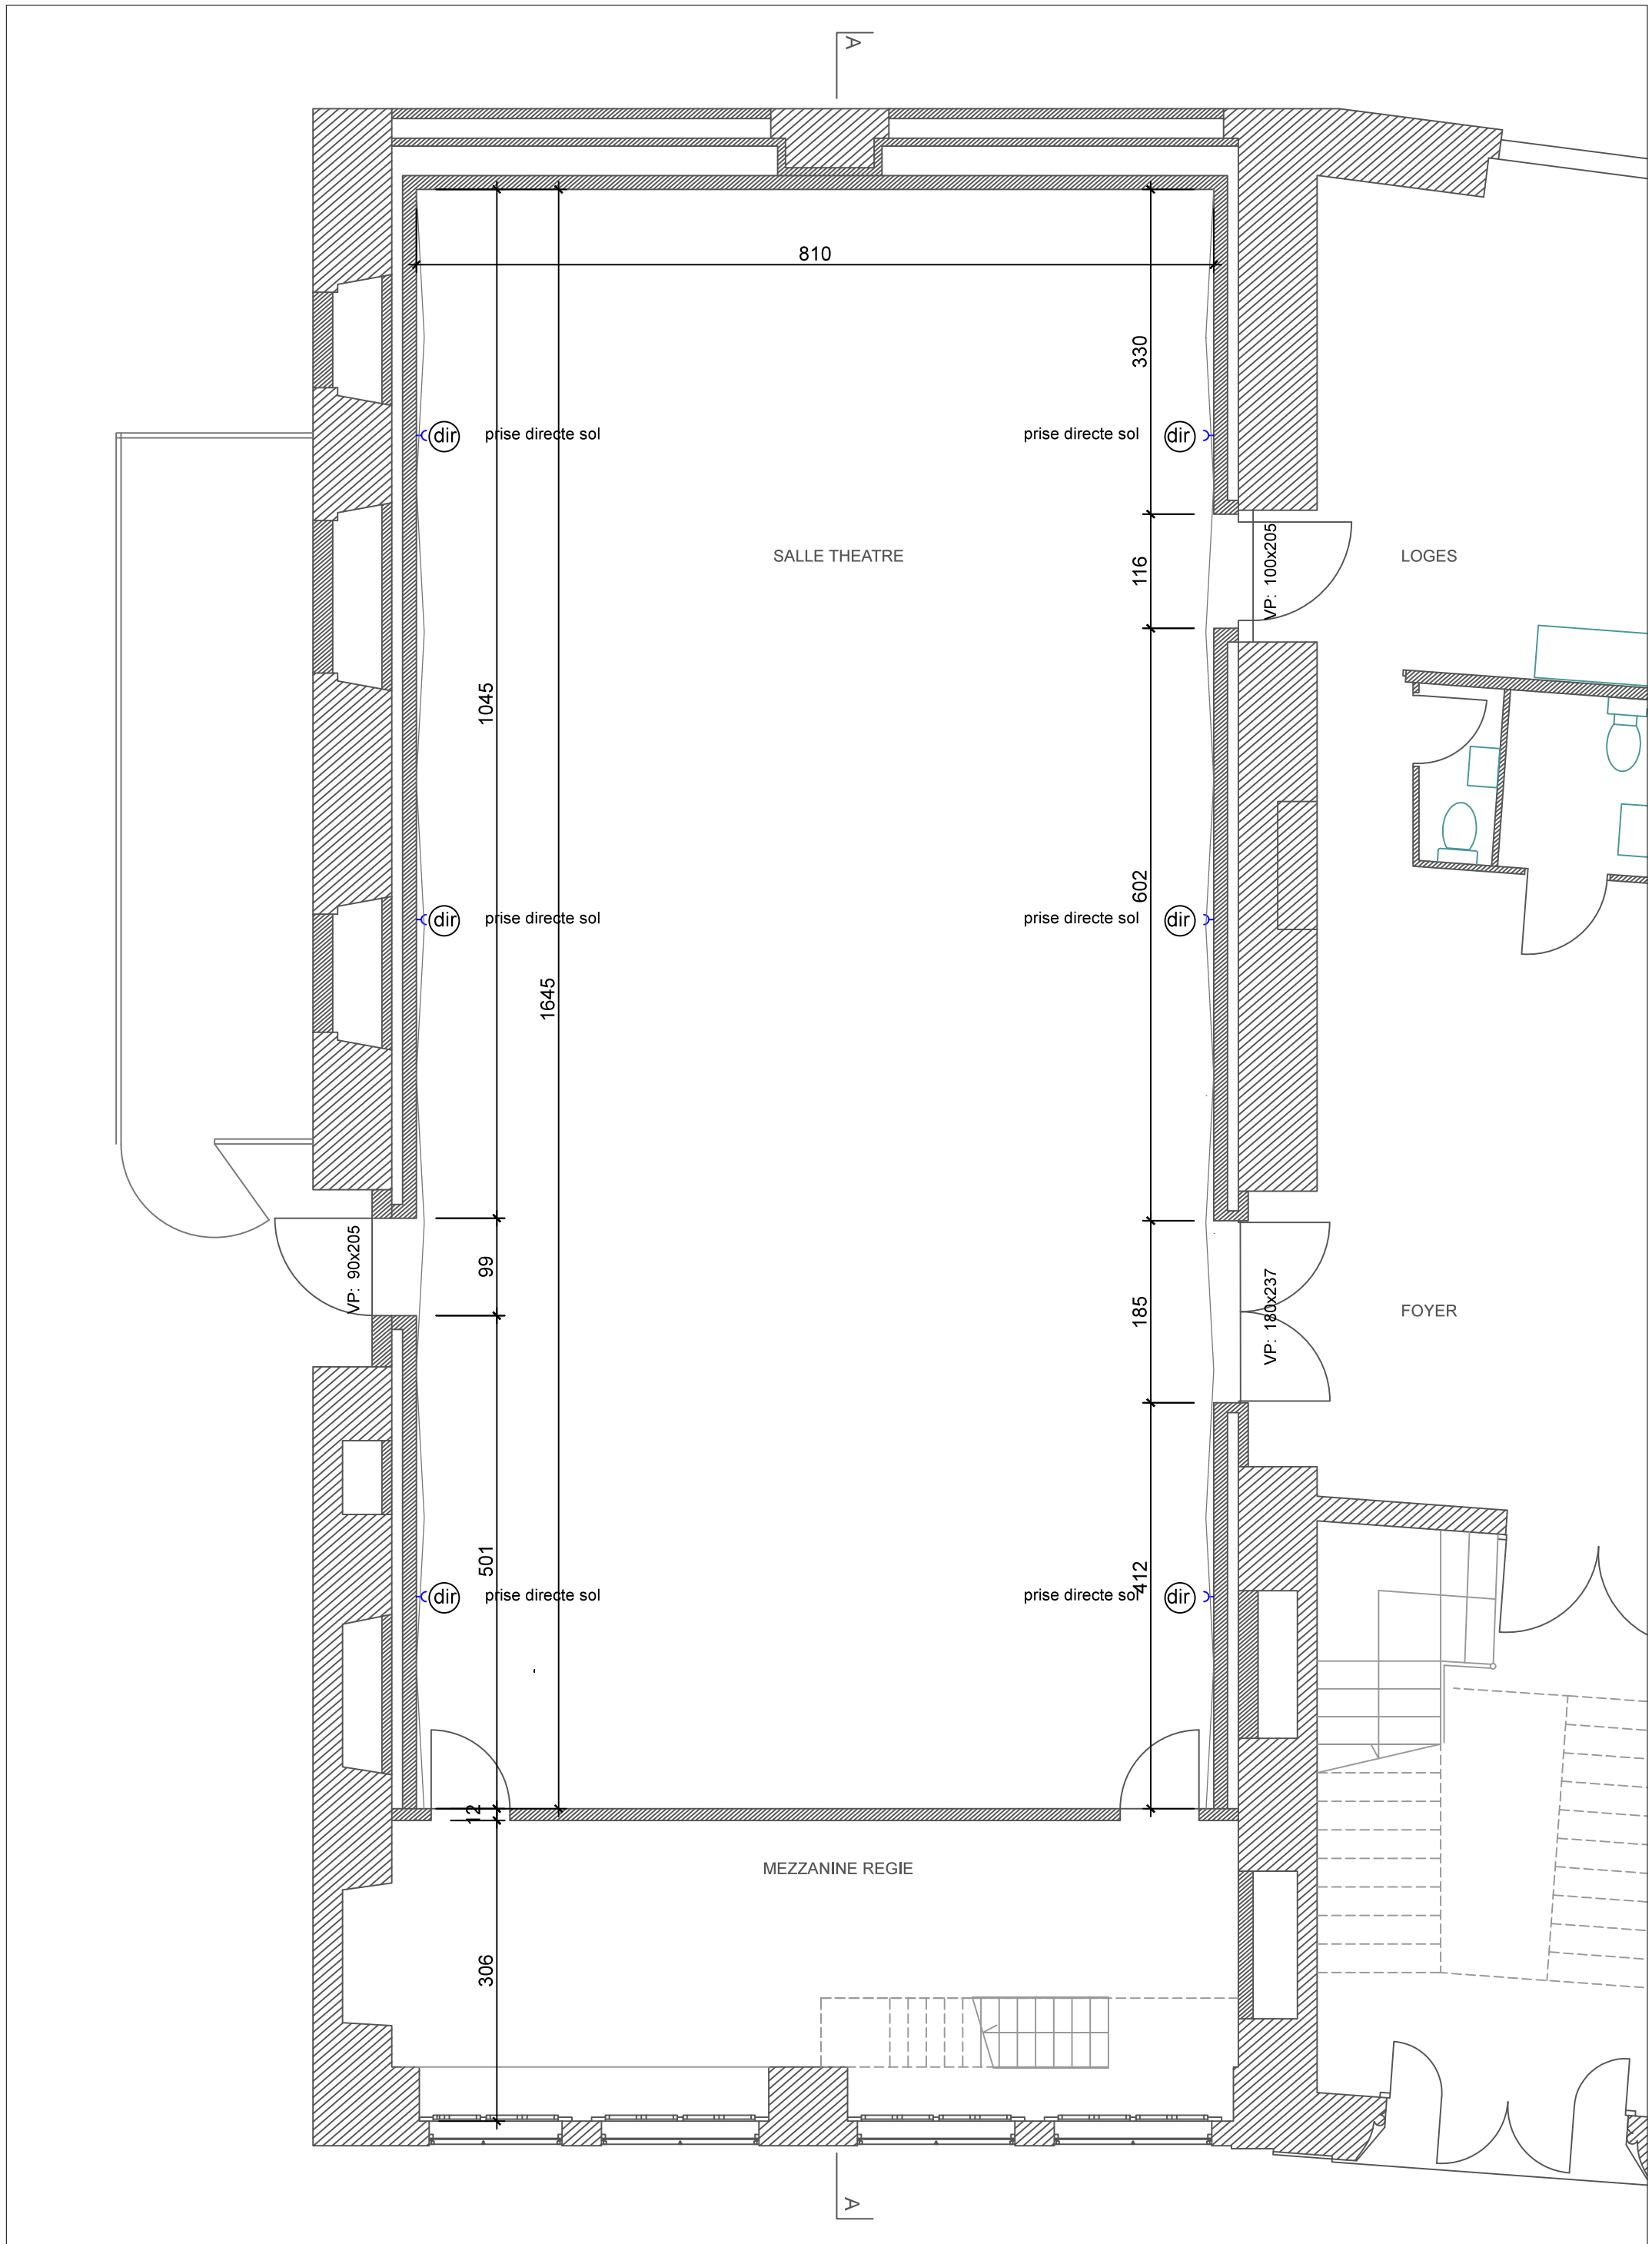 A
810
330
dir prise directe sol
prise directe sol dir
SALLE THEATRE
116
VP: 100x205
LOGES
1045
602
dir prise directe sol
prise directe sol dir
1645
99
VP: 90x205
185
VP: 180x237
FOYER
501
412
dir prise directe sol
prise directe sol dir
12
MEZZANINE REGIE
306
A